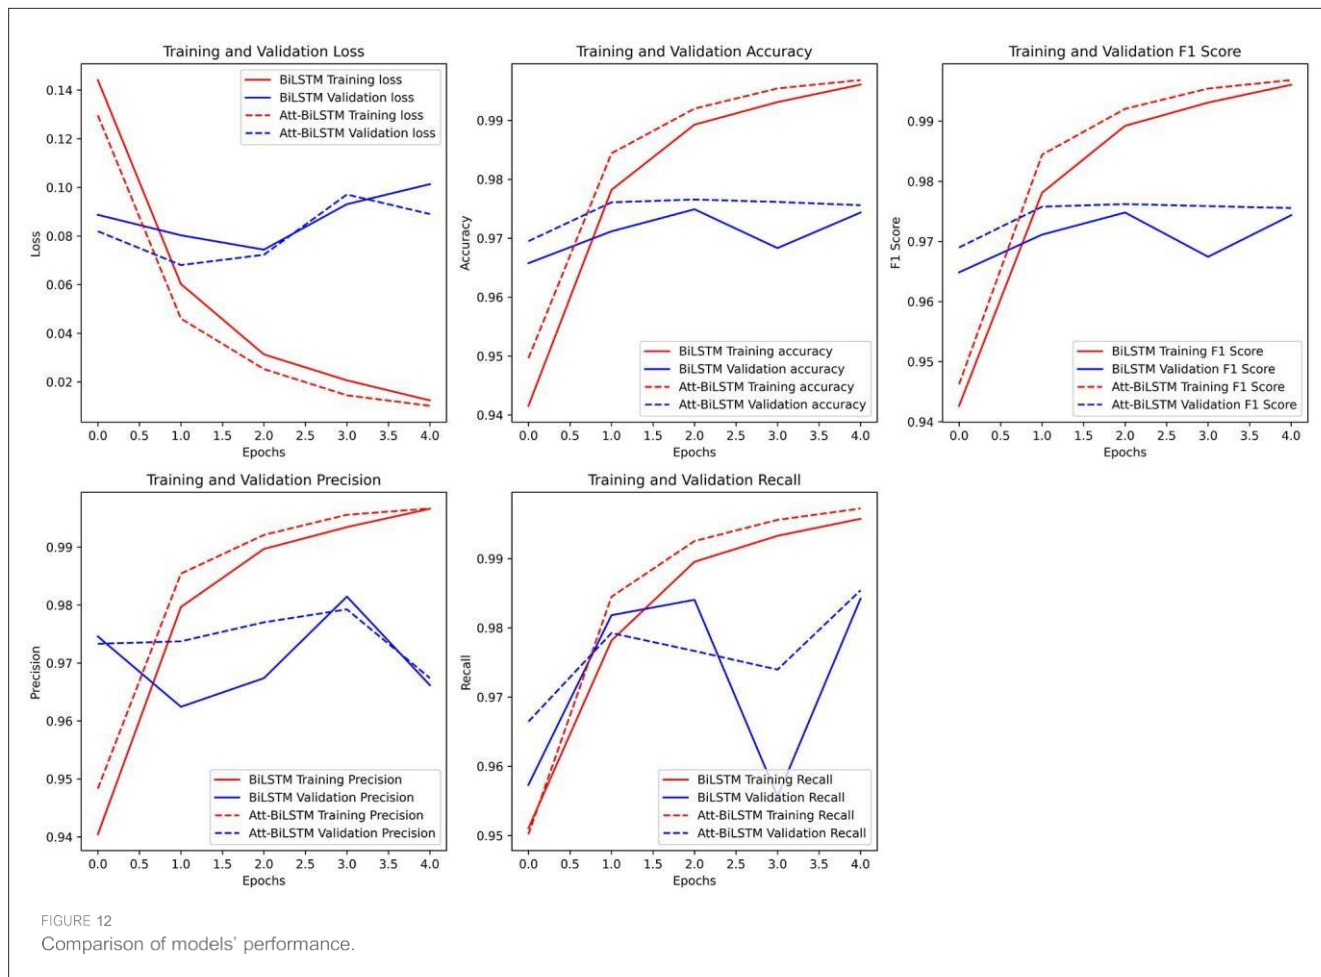 Training and Validation Loss
BiLSTM Training loss
BiLSTM Validation loss
Att-BiLSTM Training loss
Att-BiLSTM Validation loss
Loss
0.14
0.12
0.10
0.08
0.06
0.04
0.02
0.0 0.5 1.0 1.5 2.0 2.5 3.0 3.5 4.0
Epochs
Training and Validation Accuracy
Accuracy
0.99
0.98
0.97
0.96
0.95
0.94
BiLSTM Training accuracy
BiLSTM Validation accuracy
Att-BiLSTM Training accuracy
Att-BiLSTM Validation accuracy
0.0 0.5 1.0 1.5 2.0 2.5 3.0 3.5 4.0
Epochs
Training and Validation F1 Score
F1 Score
0.99
0.98
0.97
0.96
0.95
0.94
BiLSTM Training F1 Score
BiLSTM Validation F1 Score
Att-BiLSTM Training F1 Score
Att-BiLSTM Validation F1 Score
0.0 0.5 1.0 1.5 2.0 2.5 3.0 3.5 4.0
Epochs
Training and Validation Precision
Precision
0.99
0.98
0.97
0.96
0.95
0.94
BiLSTM Training Precision
BiLSTM Validation Precision
Att-BiLSTM Training Precision
Att-BiLSTM Validation Precision
0.0 0.5 1.0 1.5 2.0 2.5 3.0 3.5 4.0
Epochs
Training and Validation Recall
Recall
0.99
0.98
0.97
0.96
0.95
BiLSTM Training Recall
BiLSTM Validation Recall
Att-BiLSTM Training Recall
Att-BiLSTM Validation Recall
0.0 0.5 1.0 1.5 2.0 2.5 3.0 3.5 4.0
Epochs
FIGURE 12
Comparison of models' performance.